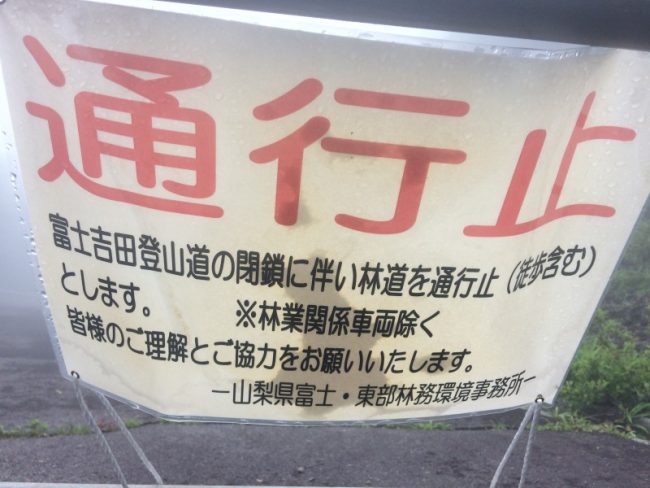 通行止
富士吉田登山道の閉鎖に伴い林道を通行止（徒歩含む）
とします。　　　※林業関係車両除く
皆様のご理解とご協力をお願いいたします。
ー山梨県富士・東部林務環境事務所ー